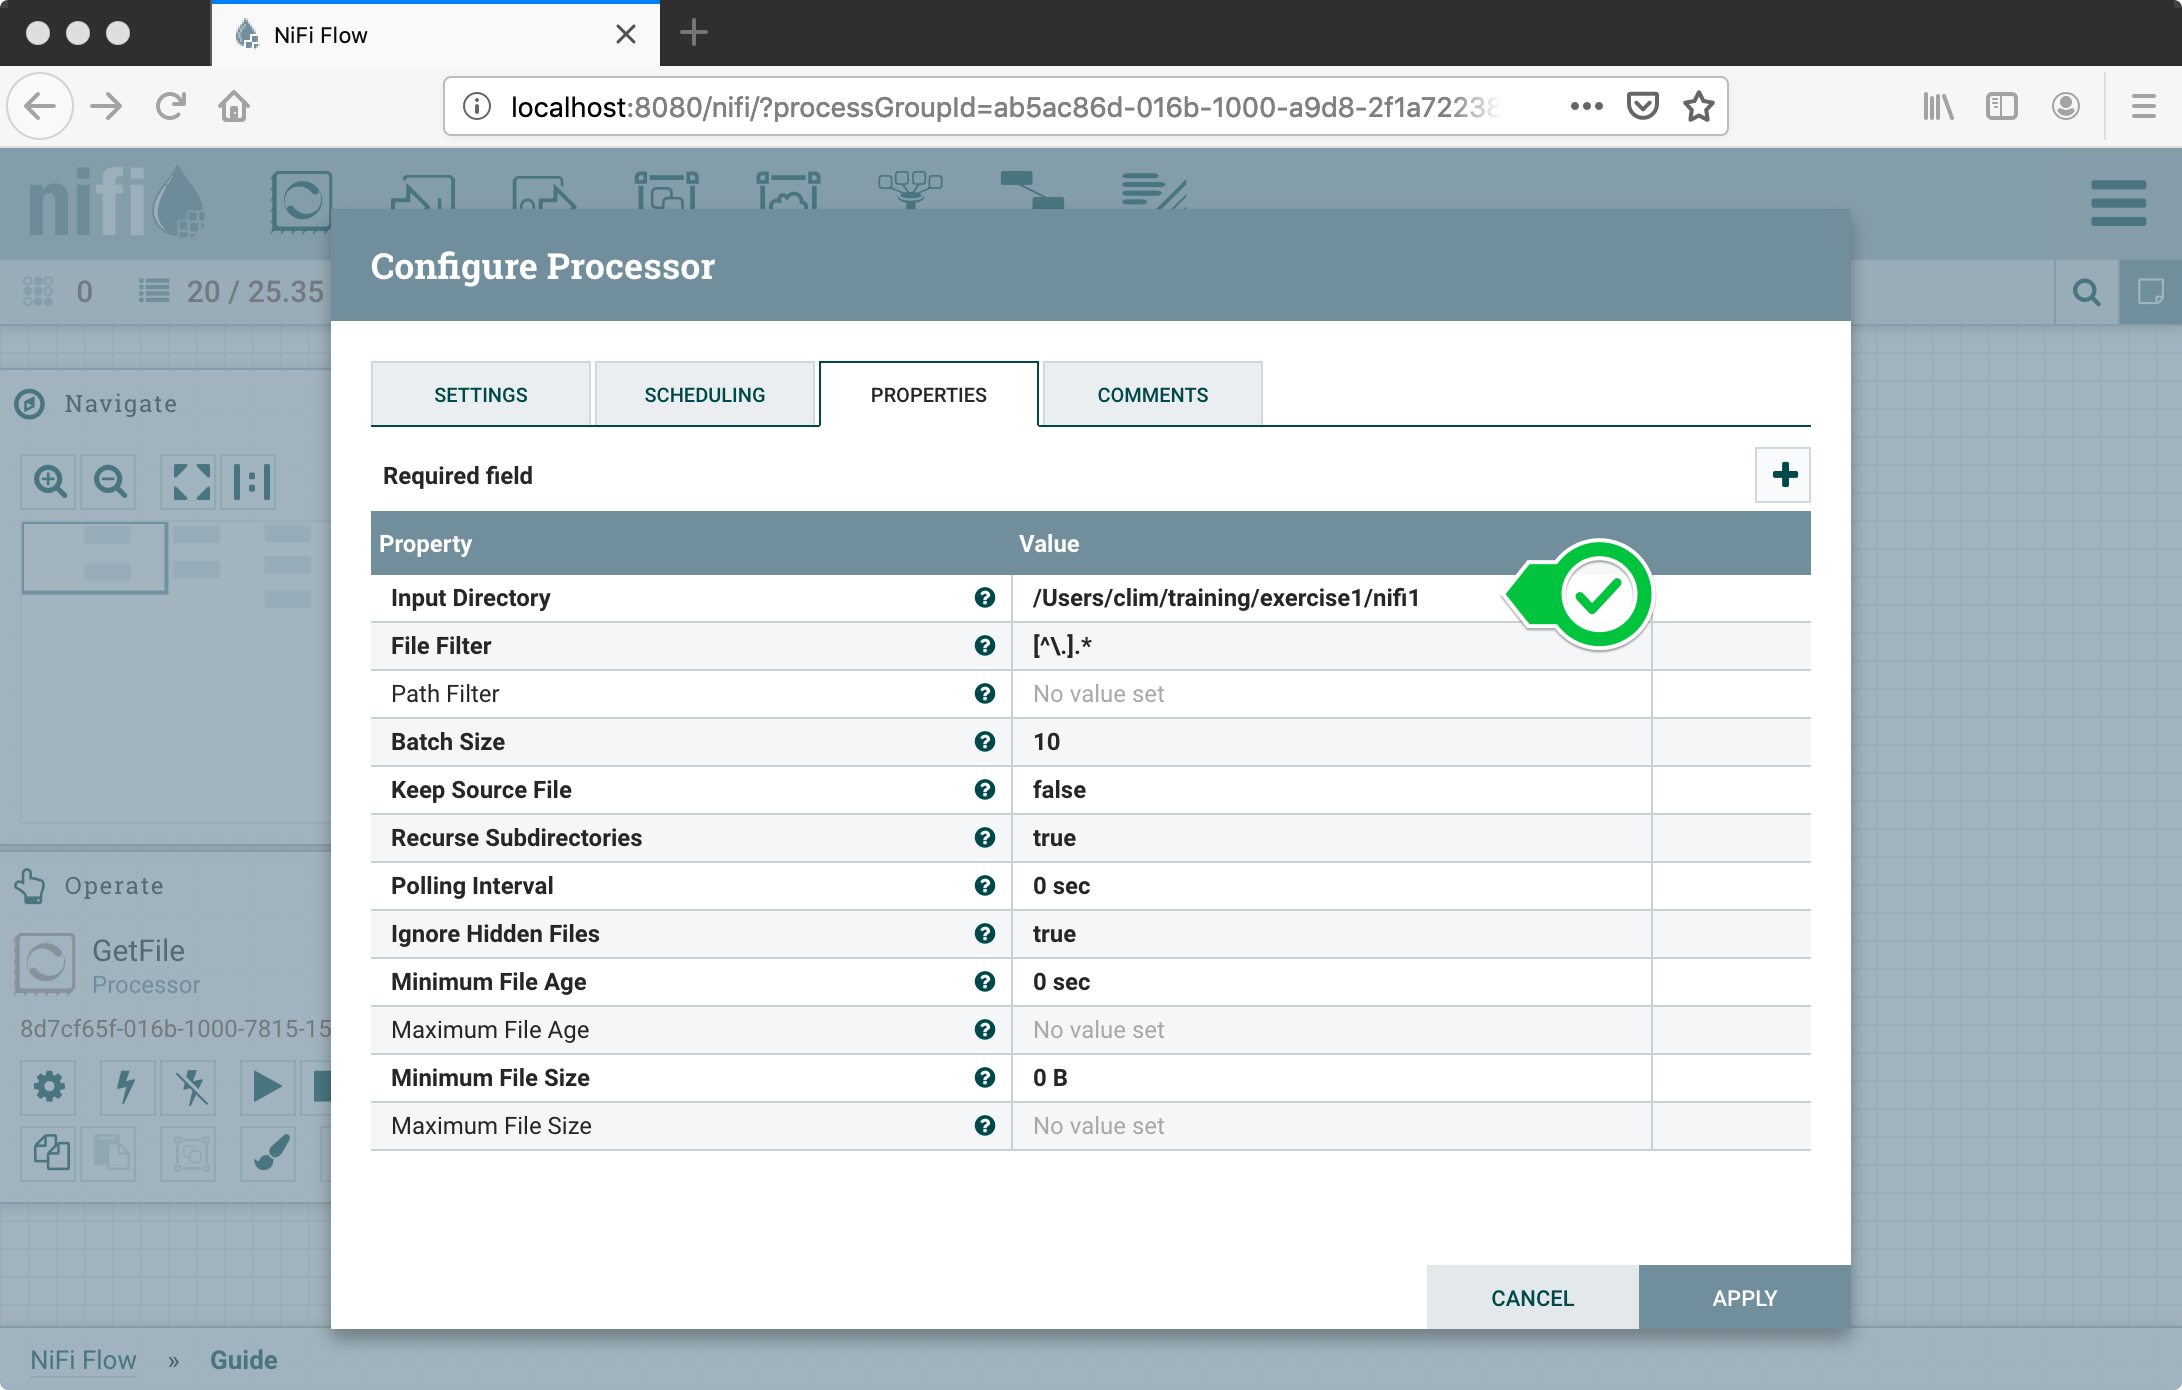 NiFi Flow
localhost:8080/nifi/?processGroupId=ab5ac86d-016b-1000-a9d8-2f1a72238
nifi
0 20 / 25.35
Configure Processor
SETTINGS SCHEDULING PROPERTIES COMMENTS
Navigate
Required field
Property Value
Input Directory /Users/clim/training/exercise1/nifi1
File Filter [^\.].*
Path Filter No value set
Batch Size 10
Keep Source File false
Recurse Subdirectories true
Polling Interval 0 sec
Ignore Hidden Files true
Minimum File Age 0 sec
Maximum File Age No value set
Minimum File Size 0 B
Maximum File Size No value set
Operate
GetFile
Processor
8d7cf65f-016b-1000-7815-15
CANCEL APPLY
NiFi Flow » Guide